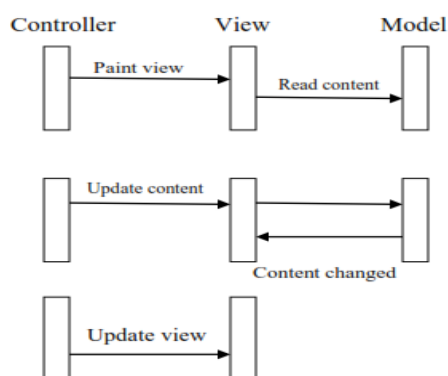 Controller View Model
Paint view
Read content
Update content
Content changed
Update view